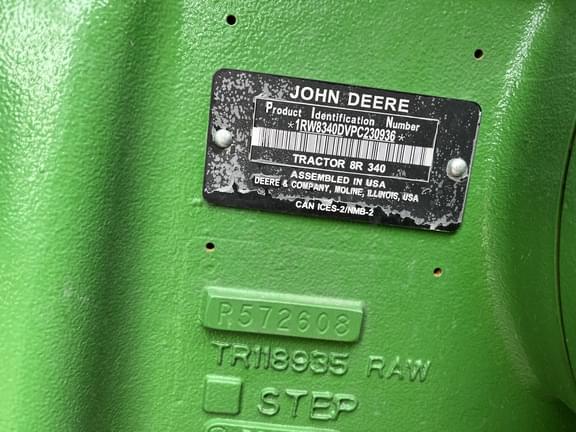 JOHN DEERE
Product Identification Number
*1RW8340DVPC230936*
TRACTOR 8R 340
ASSEMBLED IN USA
DEERE & COMPANY, MOLINE, ILLINOIS, USA
CAN ICES-2/NMB-2
R572608
TR118935 RAW
STEP